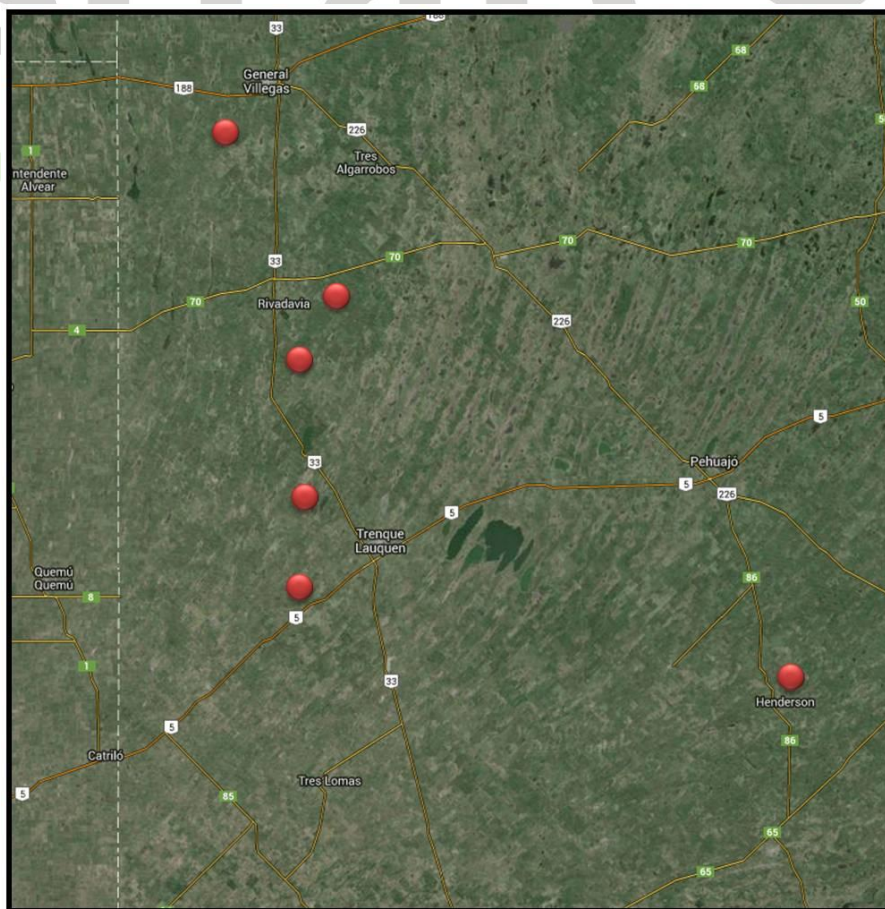 188
33
68
General
Villegas
188
68
5
226
1
Tres
Algarrobos
ntendente
Alvear
70
70
33
70
70
Rivadavia
50
4
226
5
33
Pehuajó
5
226
5
Trenque
Lauquen
Quemú
Quemú
86
8
5
1
33
Henderson
5
86
Catriló
Tres Lomas
5
85
65
65